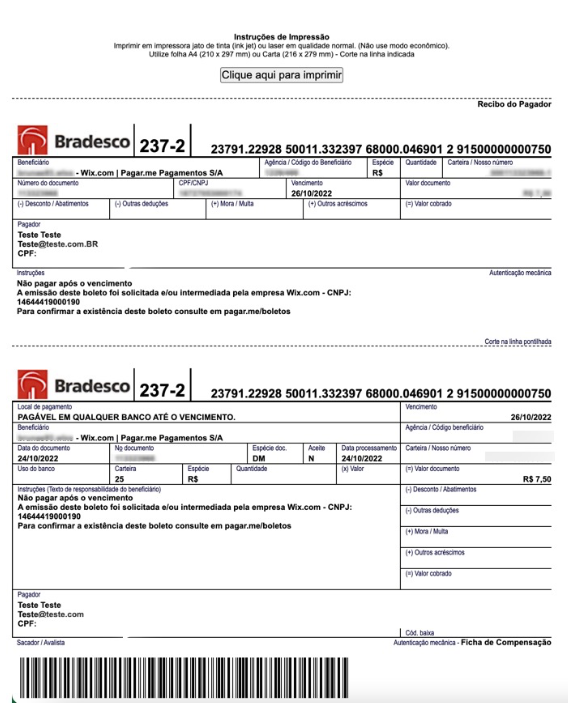 Instruções de Impressão
Imprimir em impressora jato de tinta (ink jet) ou laser em qualidade normal. (Não use modo econômico).
Utilize folha A4 (210 x 297 mm) ou Carta (216 x 279 mm) - Corte na linha indicada
Clique aqui para imprimir
Recibo do Pagador
Bradesco 237-2 23791.22928 50011.332397 68000.046901 2 91500000000750
Beneficiário Agência / Código do Beneficiário Espécie Quantidade Carteira / Nosso número
- Wix.com | Pagar.me Pagamentos S/A R$
Número do documento CPF/CNPJ Vencimento Valor documento
26/10/2022 R$ 7,50
(-) Desconto / Abatimentos (-) Outras deduções (+) Mora / Multa (+) Outros acréscimos (=) Valor cobrado
Pagador
Teste Teste
Teste@teste.com.BR
CPF:
Instruções Autenticação mecânica
Não pagar após o vencimento
A emissão deste boleto foi solicitada e/ou intermediada pela empresa Wix.com - CNPJ:
14644419000190
Para confirmar a existência deste boleto consulte em pagar.me/boletos
Corte na linha pontilhada
Bradesco 237-2 23791.22928 50011.332397 68000.046901 2 91500000000750
Local de pagamento Vencimento
PAGÁVEL EM QUALQUER BANCO ATÉ O VENCIMENTO. 26/10/2022
Beneficiário Agência / Código beneficiário
- Wix.com | Pagar.me Pagamentos S/A
Data do documento No documento Espécie doc. Aceite Data processamento Carteira / Nosso número
24/10/2022 DM N 24/10/2022
Uso do banco Carteira Espécie Quantidade (x) Valor (=) Valor documento
25 R$ R$ 7,50
Instruções (Texto de responsabilidade do beneficiário) (-) Desconto / Abatimentos
Não pagar após o vencimento
A emissão deste boleto foi solicitada e/ou intermediada pela empresa Wix.com - CNPJ:
14644419000190 (-) Outras deduções
Para confirmar a existência deste boleto consulte em pagar.me/boletos
(+) Mora / Multa
(+) Outros acréscimos
(=) Valor cobrado
Pagador
Teste Teste
Teste@teste.com
CPF:
Cód. baixa
Sacador / Avalista Autenticação mecânica - Ficha de Compensação